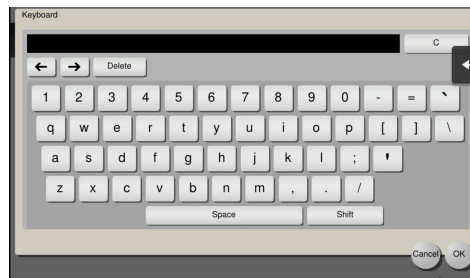 Keyboard
C
← → Delete
1 2 3 4 5 6 7 8 9 0 - = `
q w e r t y u i o p [ ] \
a s d f g h j k l ; '
z x c v b n m , . /
Space Shift
Cancel OK